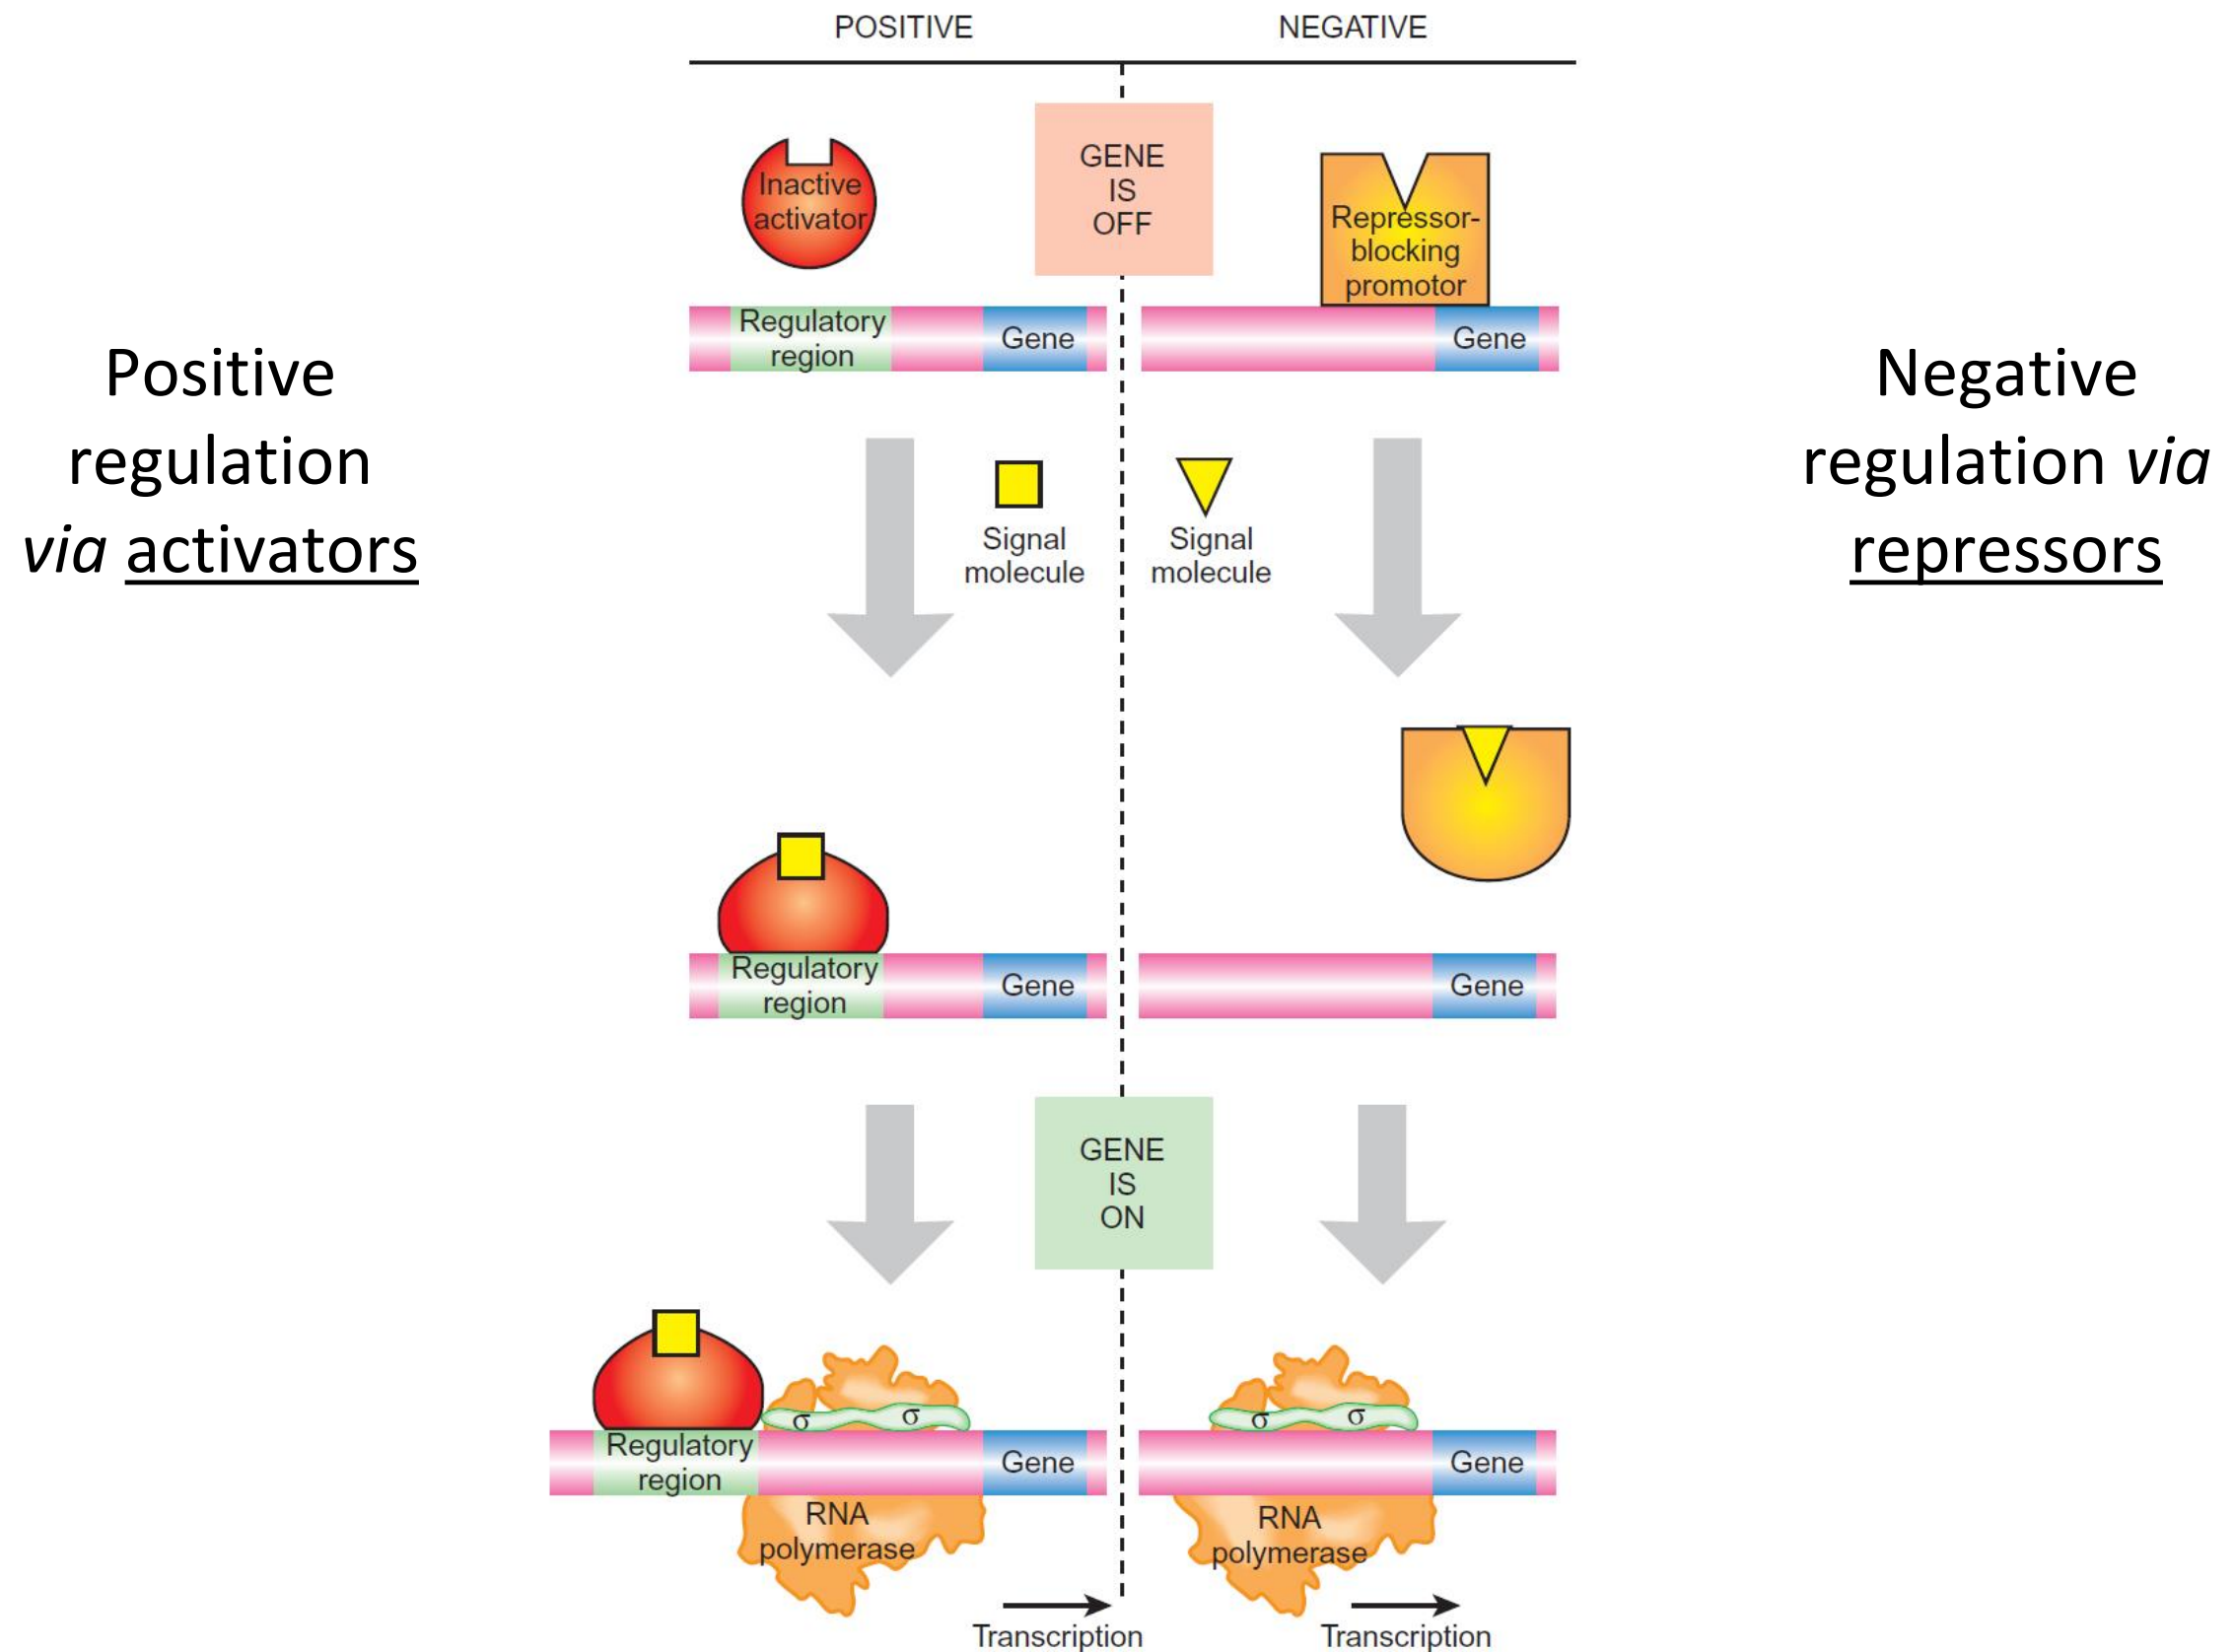 POSITIVE
NEGATIVE
GENE
IS
OFF
Inactive
activator
Repressor-
blocking
promotor
Regulatory
region
Gene
Gene
Positive
regulation
via activators
Negative
regulation via
repressors
Signal
molecule
Signal
molecule
Regulatory
region
Gene
Gene
GENE
IS
ON
σ σ
σ σ
Regulatory
region
Gene
Gene
RNA
polymerase
RNA
polymerase
Transcription
Transcription